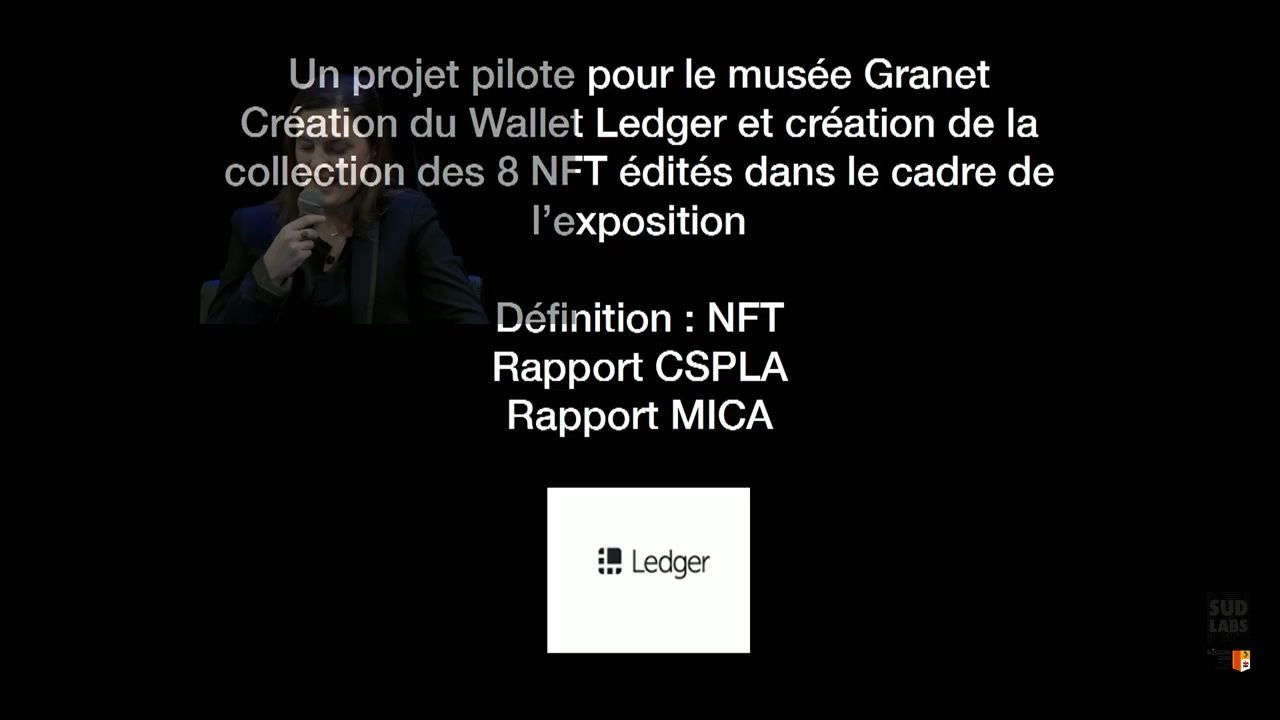 Un projet pilote pour le musée Granet
Création du Wallet Ledger et création de la
collection des 8 NFT édités dans le cadre de
l’exposition
Définition : NFT
Rapport CSPLA
Rapport MICA
Ledger
SUD
LABS